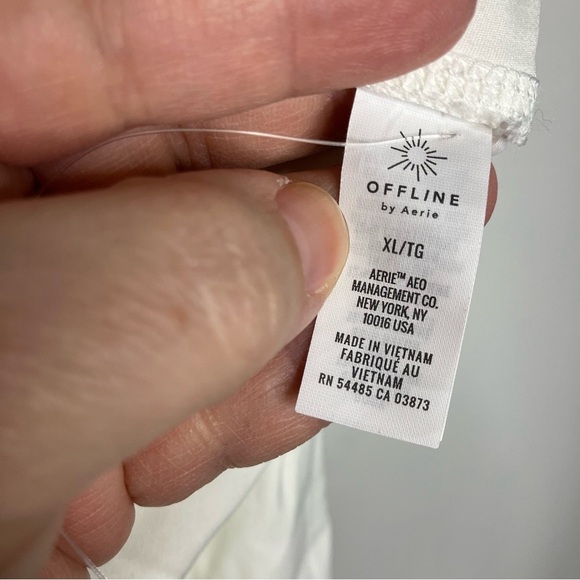 OFFLINE
by Aerie
XL/TG
AERIE™ AEO
MANAGEMENT CO.
NEW YORK, NY
10016 USA
MADE IN VIETNAM
FABRIQUÉ AU
VIETNAM
RN 54485 CA 03873